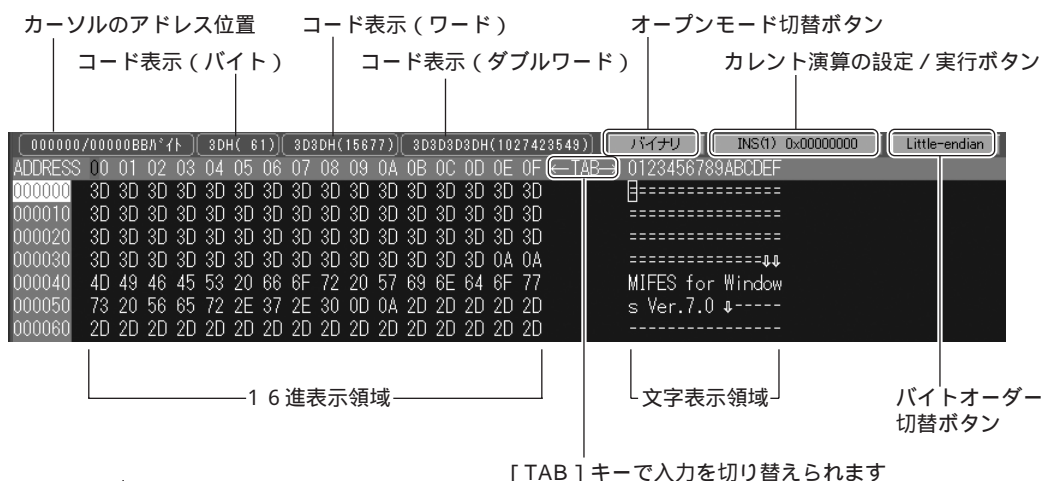 カーソルのアドレス位置 コード表示(ワード) オープンモード切替ボタン
コード表示(バイト) コード表示(ダブルワード) カレント演算の設定/実行ボタン
000000/00000BBバイト 3DH( 61) 3D3DH(15677) 3D3D3D3DH(1027423549) バイナリ INS(1) 0x00000000 Little-endian
ADDRESS 00 01 02 03 04 05 06 07 08 09 0A 0B 0C 0D 0E 0F ←TAB→ 0123456789ABCDEF
000000 3D 3D 3D 3D 3D 3D 3D 3D 3D 3D 3D 3D 3D 3D 3D 3D ================
000010 3D 3D 3D 3D 3D 3D 3D 3D 3D 3D 3D 3D 3D 3D 3D 3D ================
000020 3D 3D 3D 3D 3D 3D 3D 3D 3D 3D 3D 3D 3D 3D 3D 3D ================
000030 3D 3D 3D 3D 3D 3D 3D 3D 3D 3D 3D 3D 3D 3D 0A 0A ==============⇓⇓
000040 4D 49 46 45 53 20 66 6F 72 20 57 69 6E 64 6F 77 MIFES for Window
000050 73 20 56 65 72 2E 37 2E 30 0D 0A 2D 2D 2D 2D 2D s Ver.7.0 ⇓-----
000060 2D 2D 2D 2D 2D 2D 2D 2D 2D 2D 2D 2D 2D 2D 2D 2D ----------------
16進表示領域 文字表示領域 バイトオーダー
切替ボタン
[TAB]キーで入力を切り替えられます